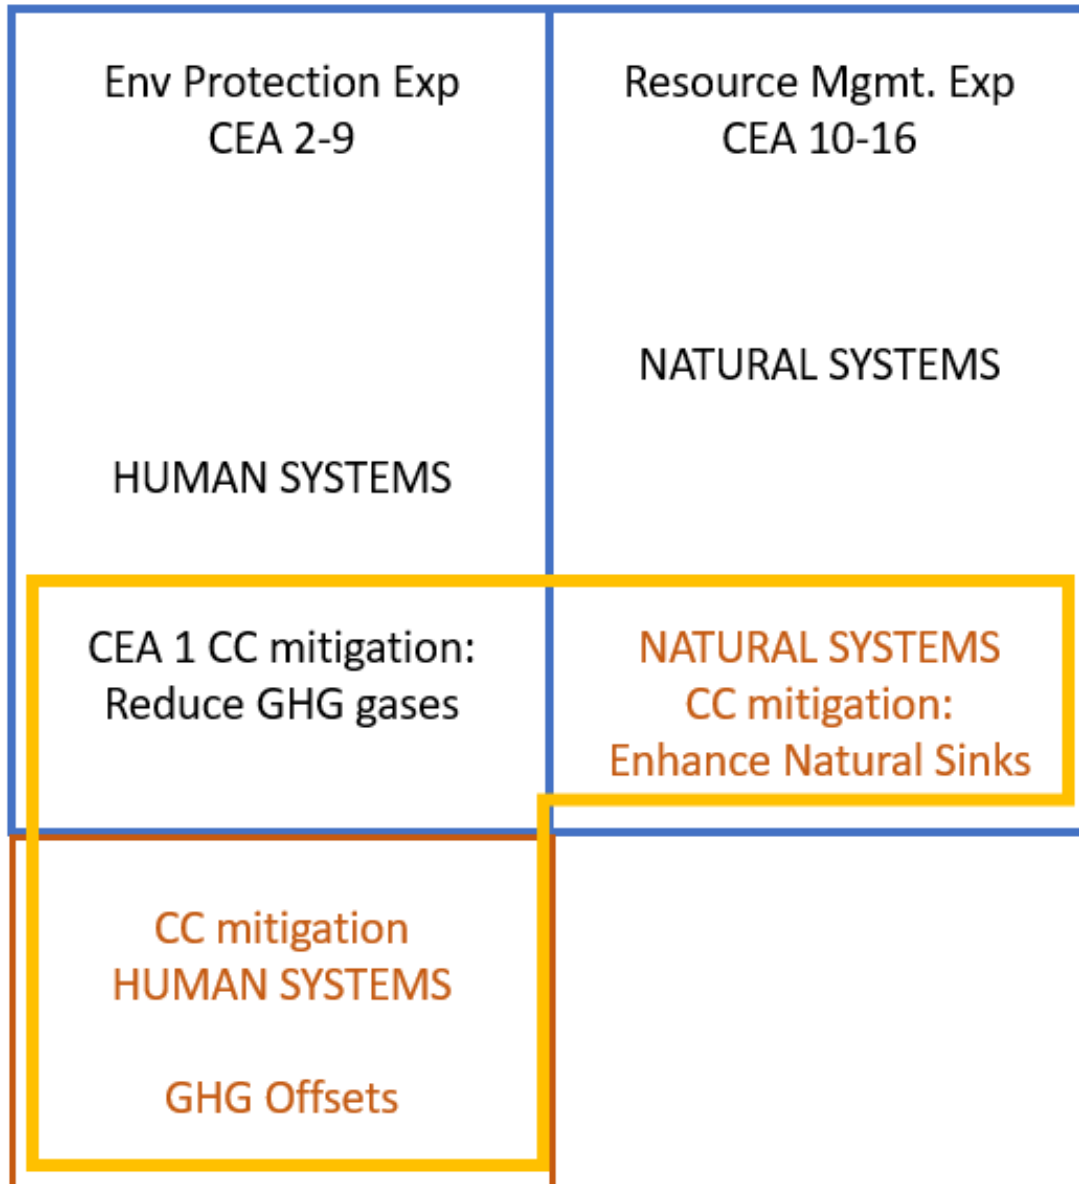 Env Protection Exp
CEA 2-9
Resource Mgmt. Exp
CEA 10-16
NATURAL SYSTEMS
HUMAN SYSTEMS
CEA 1 CC mitigation:
Reduce GHG gases
NATURAL SYSTEMS
CC mitigation:
Enhance Natural Sinks
CC mitigation
HUMAN SYSTEMS
GHG Offsets